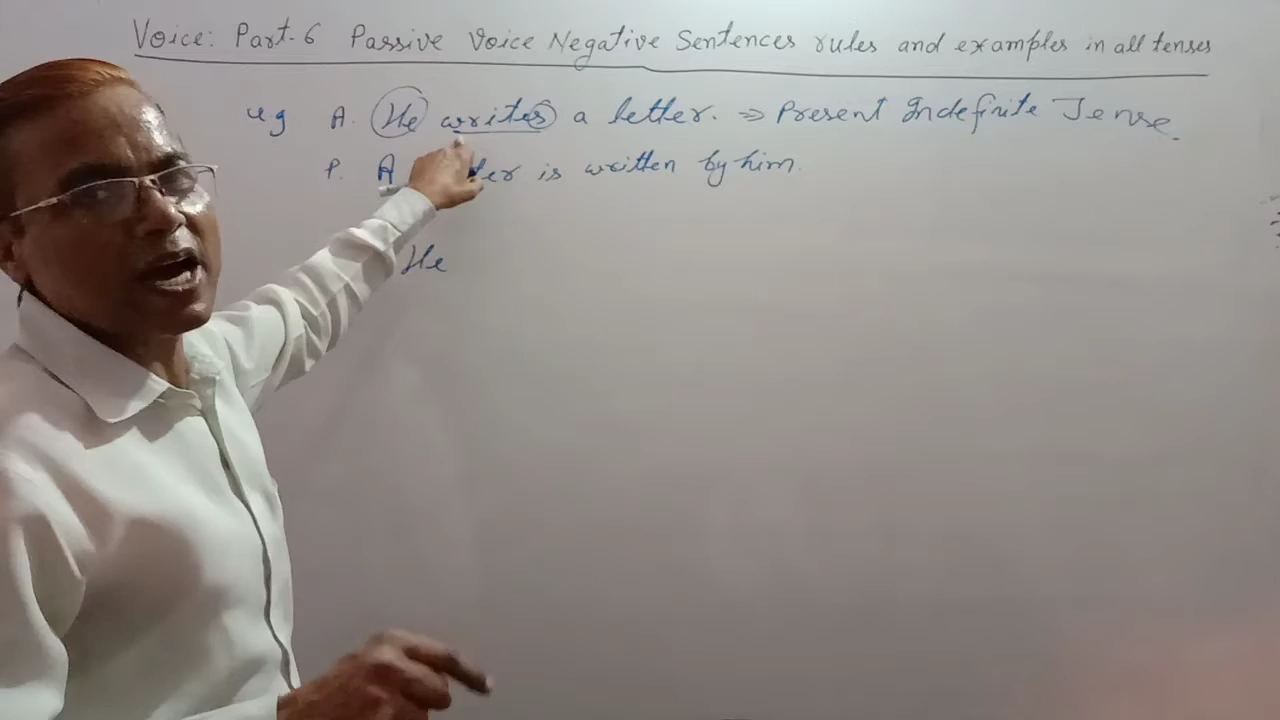 Voice: Part-6 Passive Voice Negative Sentences rules and examples in all tenses
eg A. He writes a letter. ⇒ Present Indefinite Tense.
P. A is written by him.
He